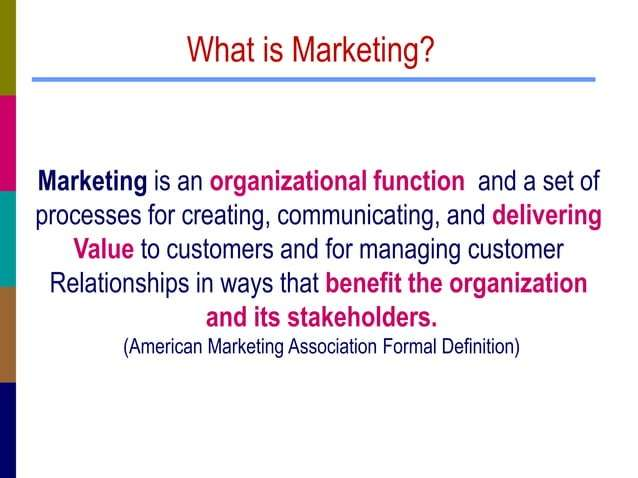 What is Marketing?
Marketing is an organizational function and a set of
processes for creating, communicating, and delivering
Value to customers and for managing customer
Relationships in ways that benefit the organization
and its stakeholders.
(American Marketing Association Formal Definition)